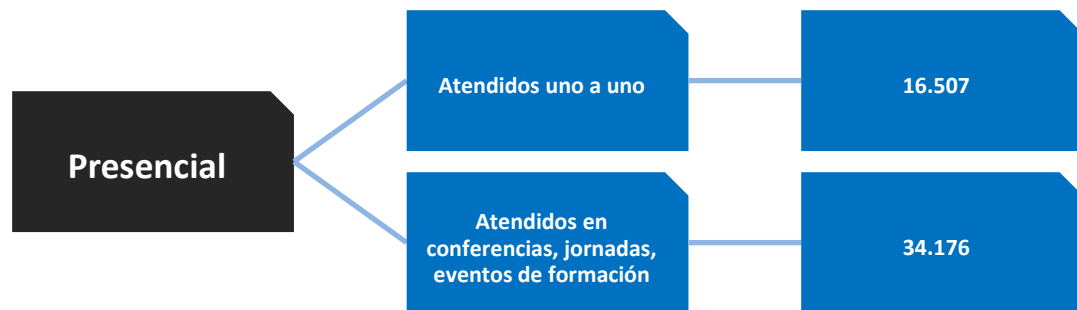 Presencial
Atendidos uno a uno
16.507
Atendidos en
conferencias, jornadas,
eventos de formación
34.176